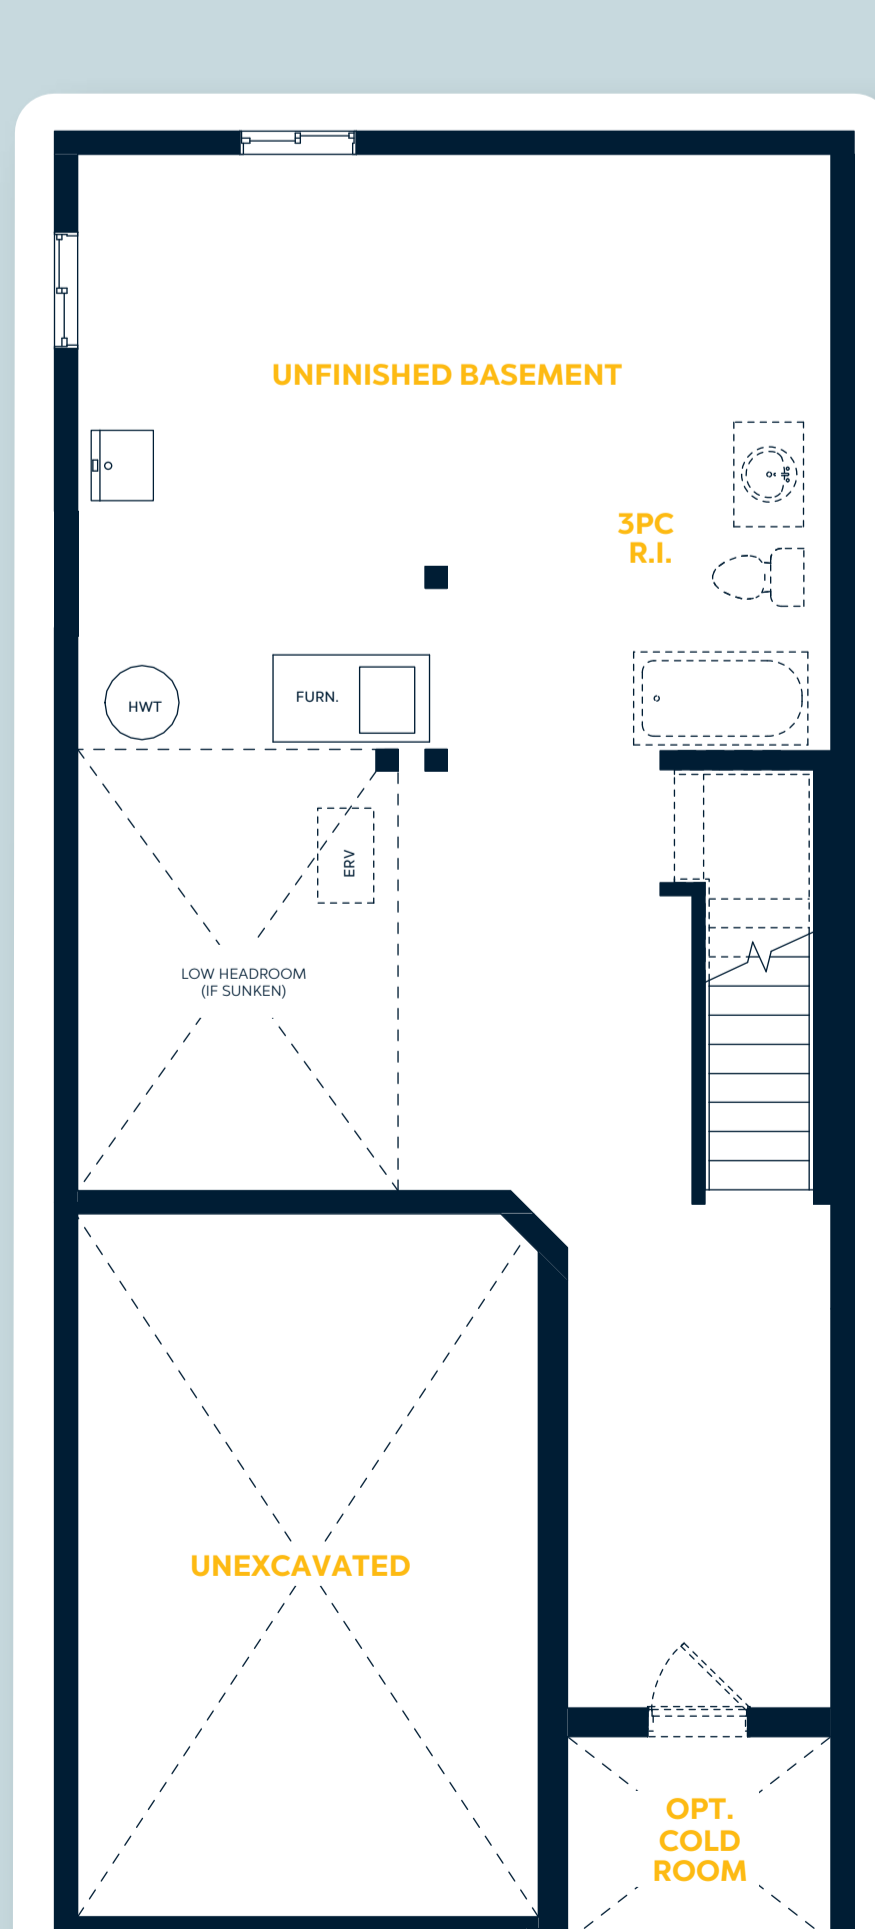 UNFINISHED BASEMENT
3PC
R.I.
HWT
FURN.
ERV
LOW HEADROOM
(IF SUNKEN)
UNEXCAVATED
OPT.
COLD
ROOM